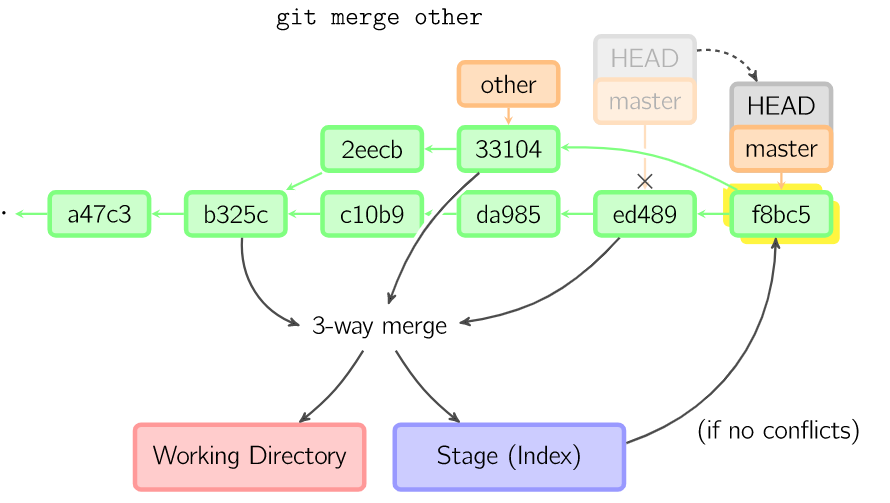 git merge other
HEAD
master
other
HEAD
master
2eecb
33104
a47c3
b325c
c10b9
da985
ed489
f8bc5
3-way merge
(if no conflicts)
Working Directory
Stage (Index)